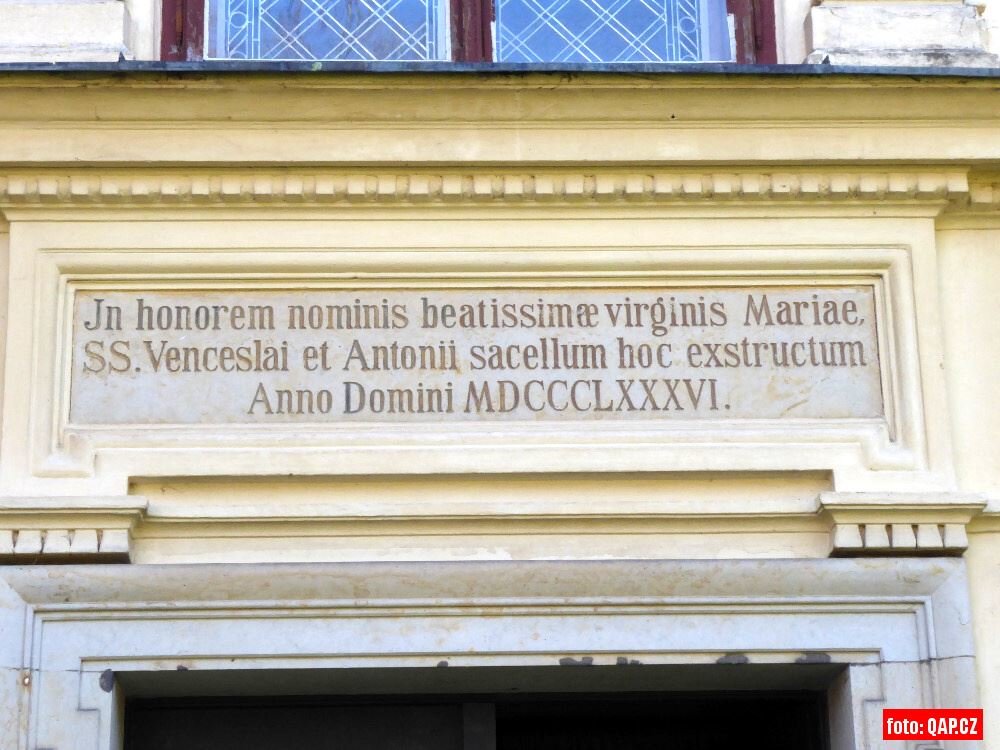 Jn honorem nominis beatissimæ virginis Mariae,
SS. Venceslai et Antonii sacellum hoc exstructum
Anno Domini MDCCCLXXXVI.
foto: QAP.CZ